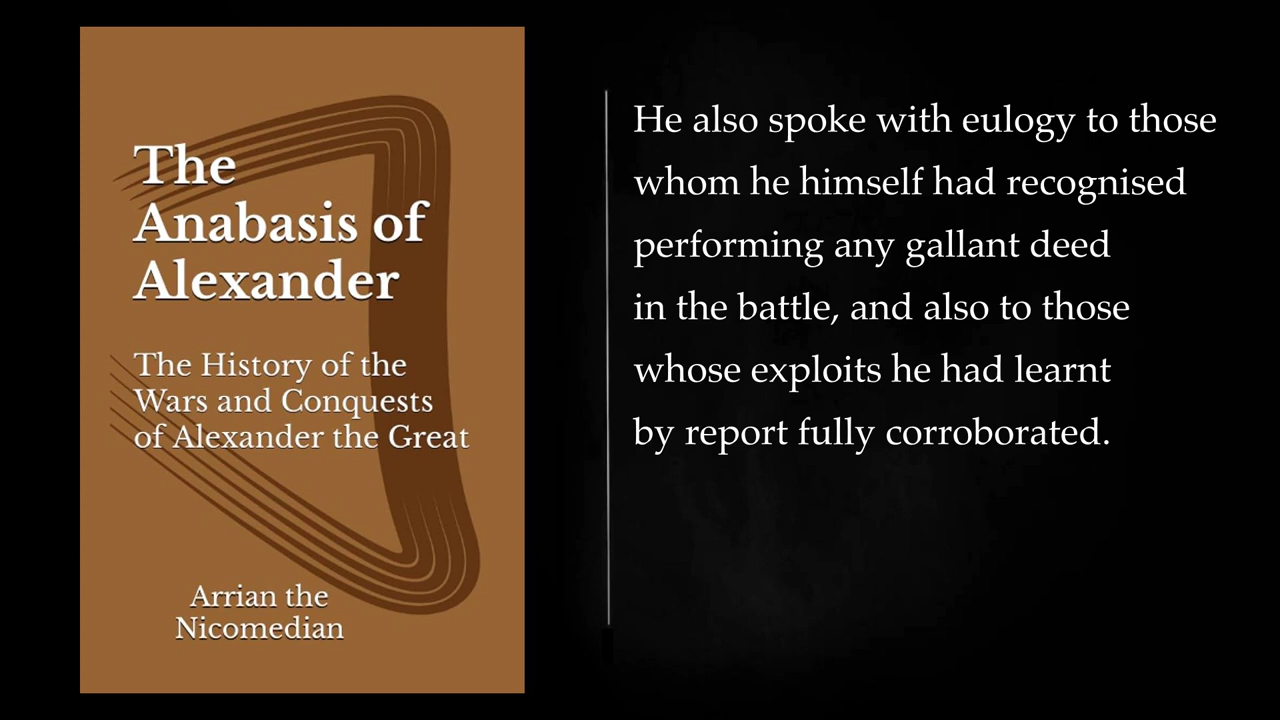 The
Anabasis of
Alexander
The History of the
Wars and Conquests
of Alexander the Great
Arrian the
Nicomedian
He also spoke with eulogy to those
whom he himself had recognised
performing any gallant deed
in the battle, and also to those
whose exploits he had learnt
by report fully corroborated.